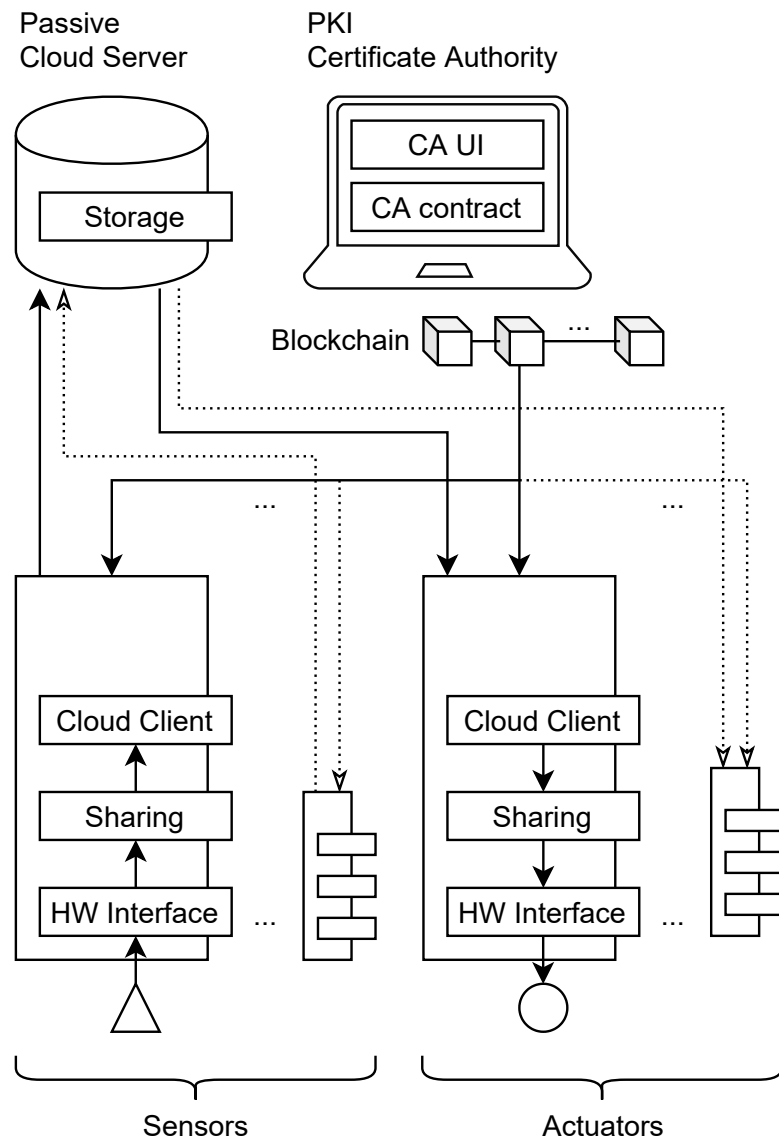 Passive
Cloud Server
PKI
Certificate Authority
CA UI
CA contract
Storage
Blockchain
...
...
...
Cloud Client
Sharing
HW Interface
...
Cloud Client
Sharing
HW Interface
...
Sensors
Actuators